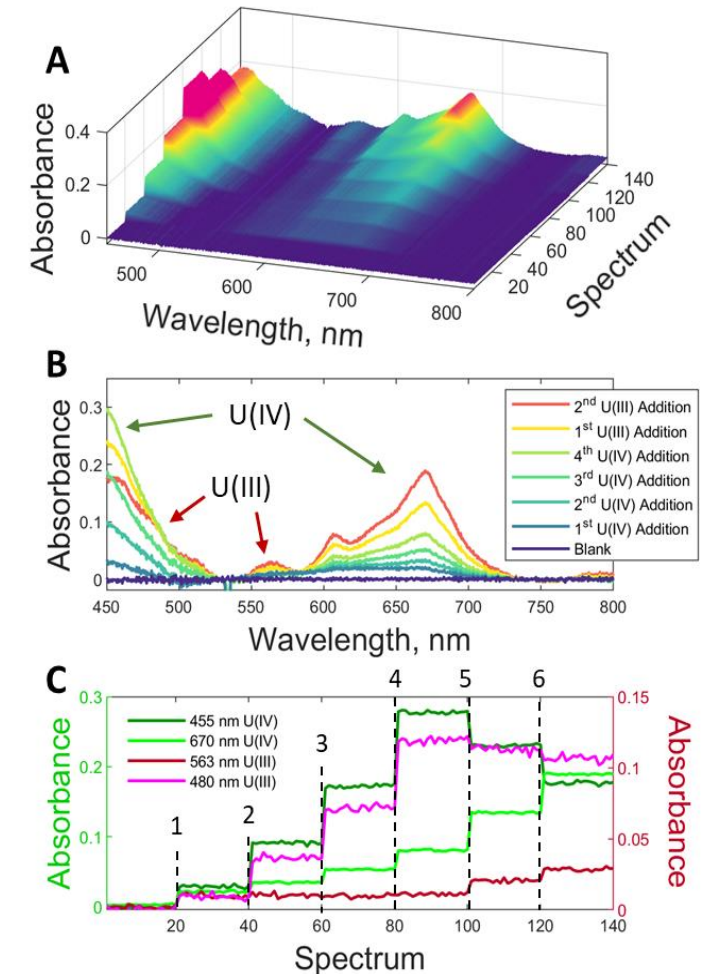 A
Absorbance
0.4
0.2
0
500
600
700
800
Wavelength, nm
20
40
60
80
100
120
140
Spectrum
B
Absorbance
0.3
0.2
0.1
0
U(IV)
U(III)
2nd U(III) Addition
1st U(III) Addition
4th U(IV) Addition
3rd U(IV) Addition
2nd U(IV) Addition
1st U(IV) Addition
Blank
450 500 550 600 650 700 750 800
Wavelength, nm
C
4 5 6
3
2
1
Absorbance
0.3
0.2
0.1
0
455 nm U(IV)
670 nm U(IV)
563 nm U(III)
480 nm U(III)
0.15
0.1
0.05
0
Absorbance
20 40 60 80 100 120 140
Spectrum